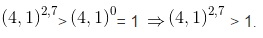 (4,1)^{2,7} > (4,1)^{0} = 1 ⇒ (4,1)^{2,7} > 1.